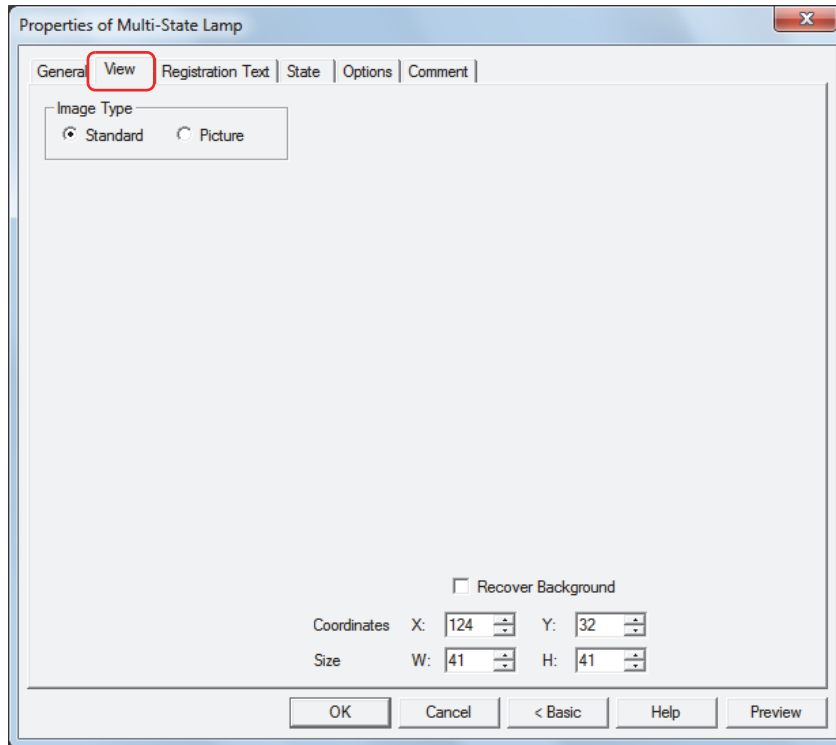 Properties of Multi-State Lamp
General View Registration Text State Options Comment
Image Type
Standard Picture
Recover Background
Coordinates X: 124 Y: 32
Size W: 41 H: 41
OK Cancel < Basic Help Preview